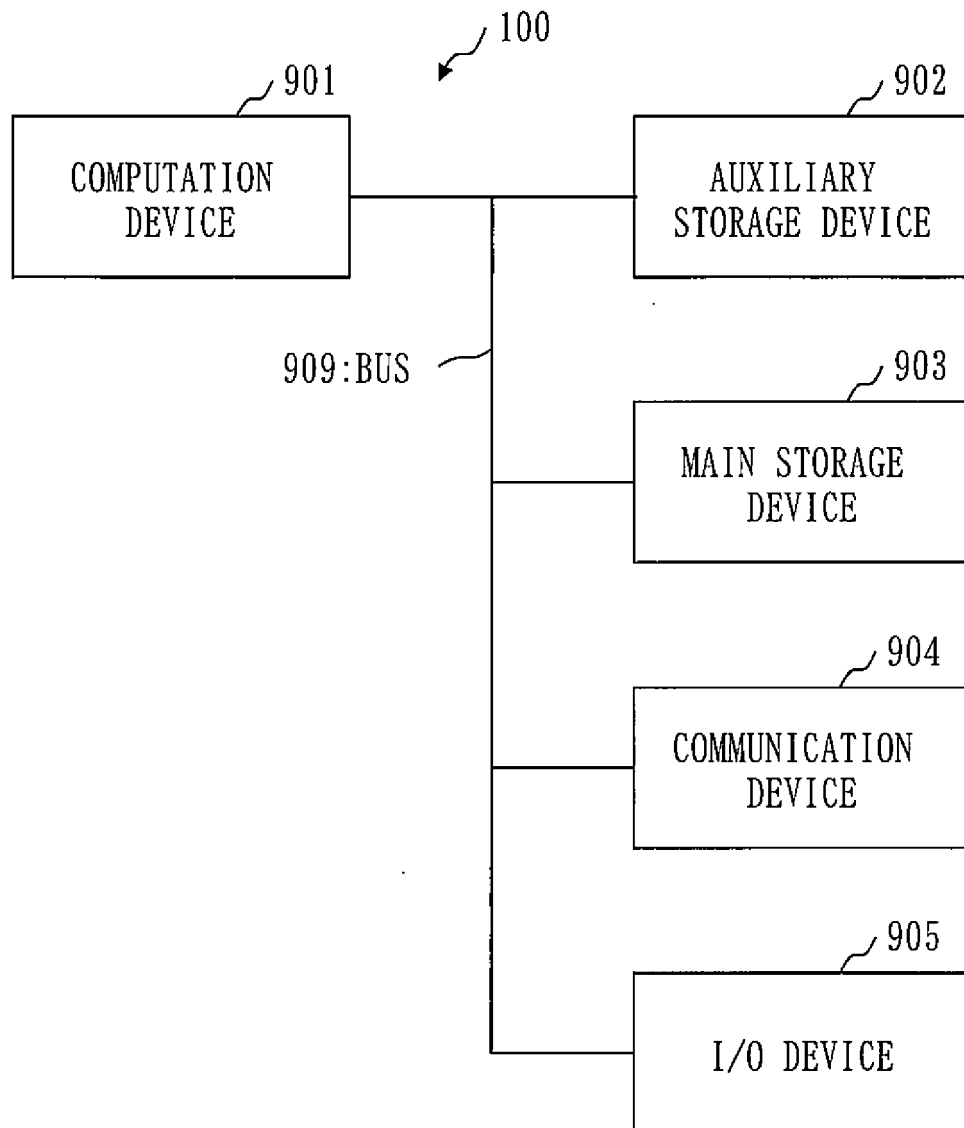 100
901
COMPUTATION
DEVICE
902
AUXILIARY
STORAGE DEVICE
909:BUS
903
MAIN STORAGE
DEVICE
904
COMMUNICATION
DEVICE
905
I/O DEVICE